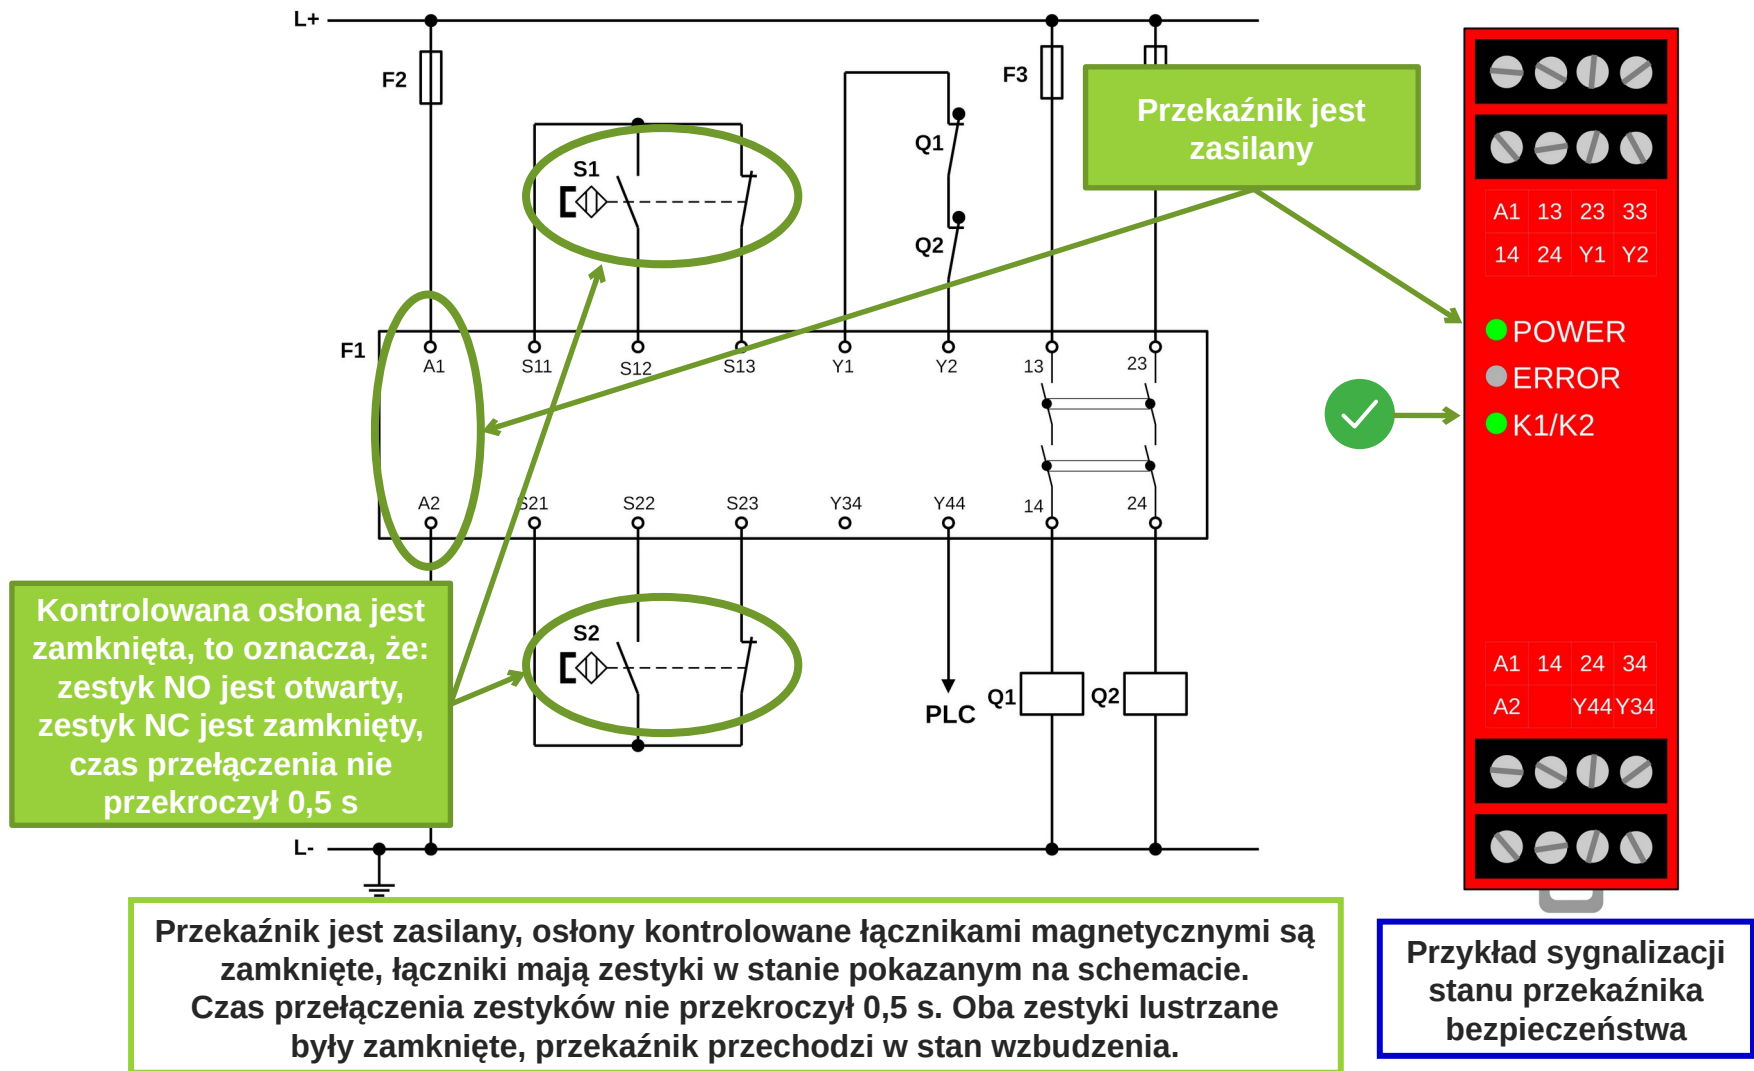 L+
F2
F3
S1
Q1
Q2
Przekaźnik jest
zasilany
F1
A1 S11 S12 S13 Y1 Y2 13 23
A2 S21 S22 S23 Y34 Y44 14 24
S2
PLC
Q1
Q2
L-
Kontrolowana osłona jest
zamknięta, to oznacza, że:
zestyk NO jest otwarty,
zestyk NC jest zamknięty,
czas przełączenia nie
przekroczył 0,5 s
A1 13 23 33
14 24 Y1 Y2
POWER
ERROR
K1/K2
A1 14 24 34
A2 Y44 Y34
Przekaźnik jest zasilany, osłony kontrolowane łącznikami magnetycznymi są
zamknięte, łączniki mają zestyki w stanie pokazanym na schemacie.
Czas przełączenia zestyków nie przekroczył 0,5 s. Oba zestyki lustrzane
były zamknięte, przekaźnik przechodzi w stan wzbudzenia.
Przykład sygnalizacji
stanu przekaźnika
bezpieczeństwa